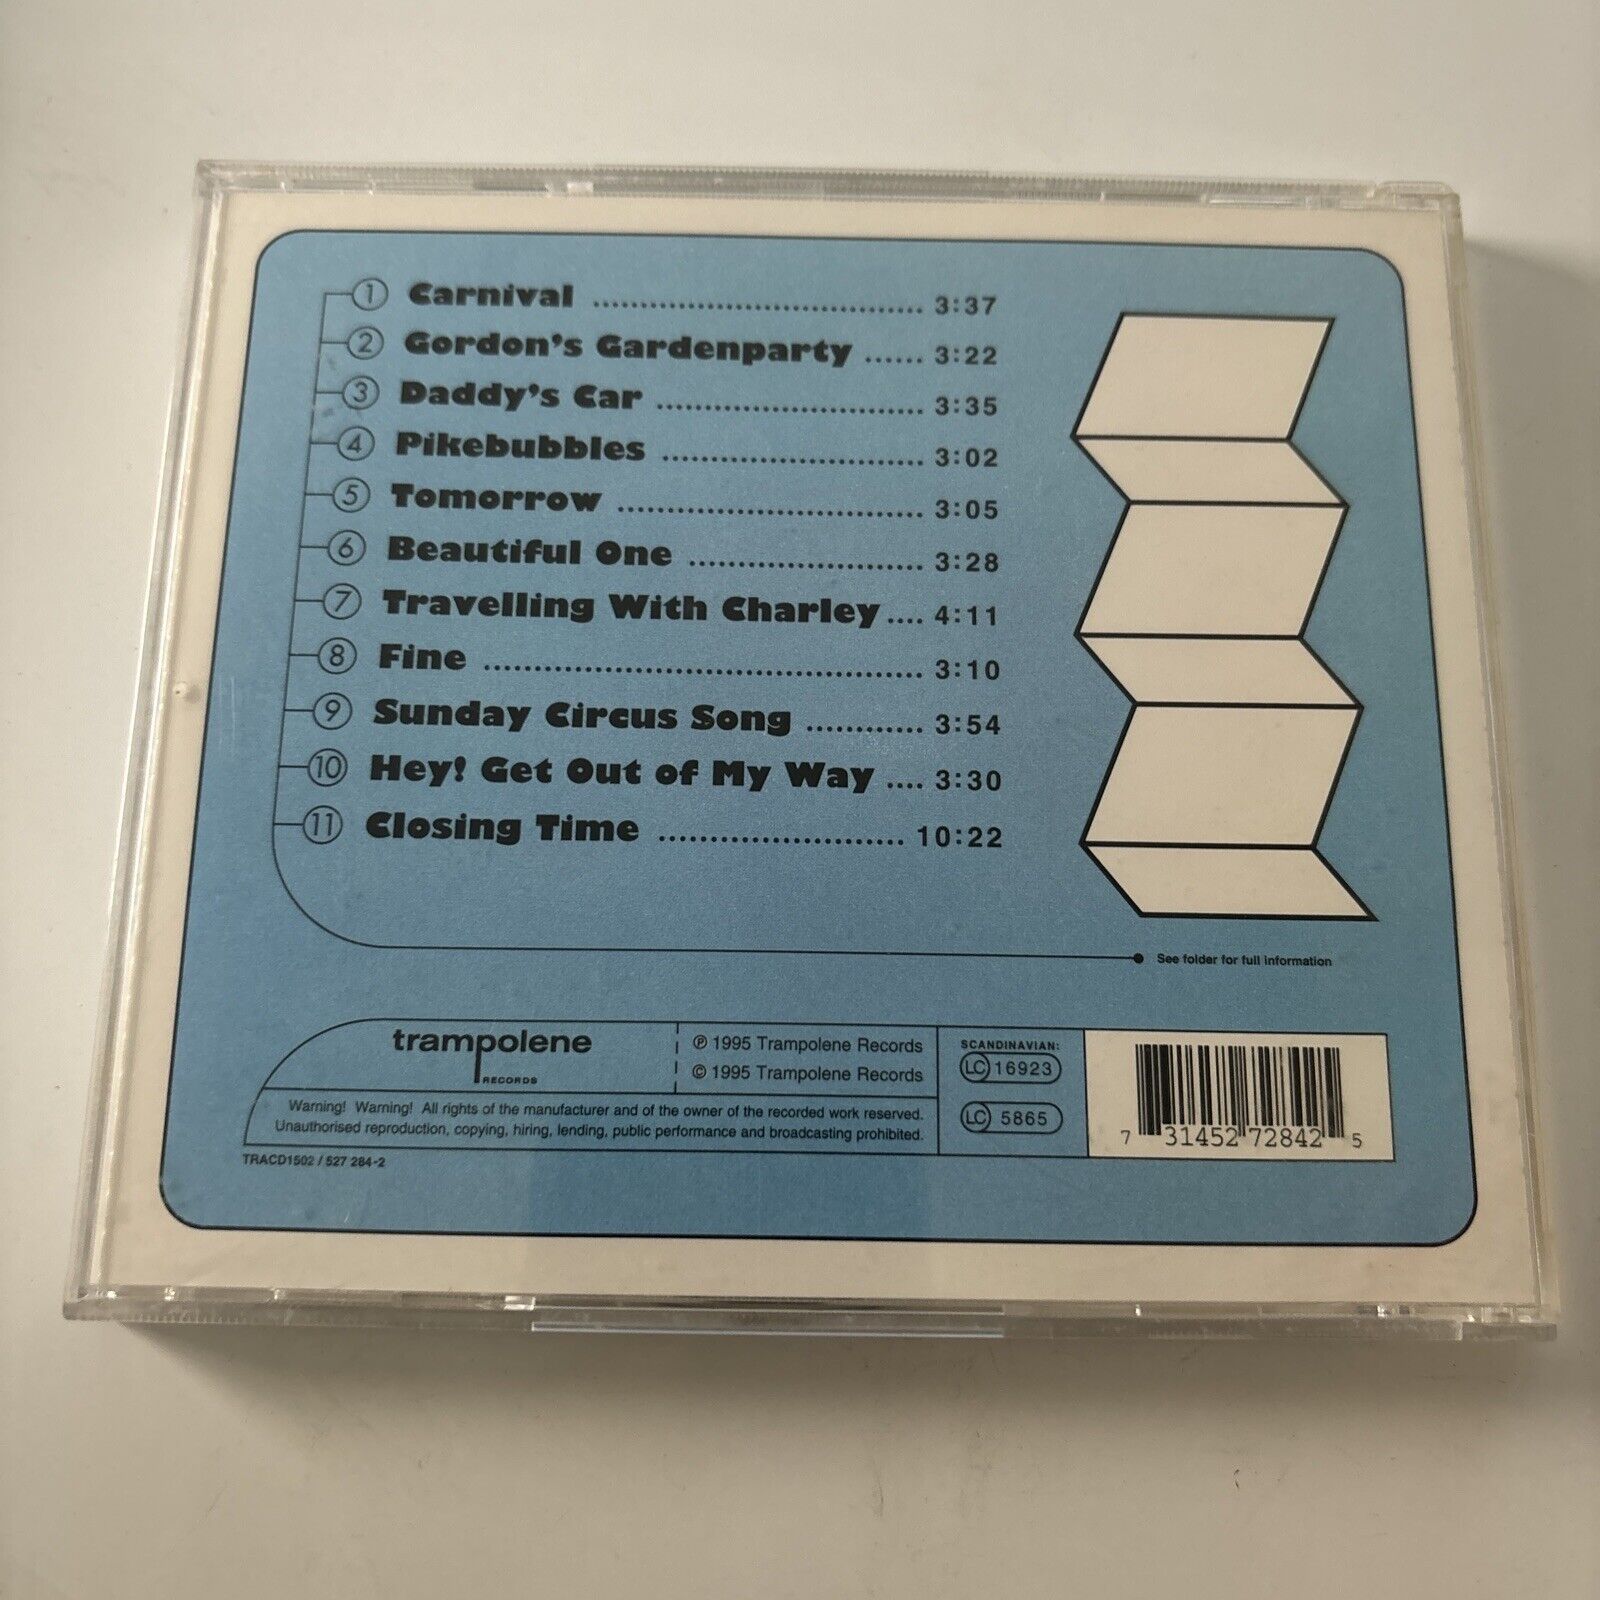 1 Carnival .................................. 3:37
2 Gordon's Gardenparty ...... 3:22
3 Daddy's Car ............................ 3:35
4 Pikebubbles ........................... 3:02
5 Tomorrow ................................ 3:05
6 Beautiful One ........................ 3:28
7 Travelling With Charley .... 4:11
8 Fine ............................................. 3:10
9 Sunday Circus Song ............ 3:54
10 Hey! Get Out of My Way .... 3:30
11 Closing Time ......................... 10:22
See folder for full information
trampolene
RECORDS
℗ 1995 Trampolene Records
© 1995 Trampolene Records
Warning! Warning! All rights of the manufacturer and of the owner of the recorded work reserved.
Unauthorised reproduction, copying, hiring, lending, public performance and broadcasting prohibited.
SCANDINAVIAN:
LC 16923
LC 5865
7 31452 72842 5
TRACD1502 / 527 284-2